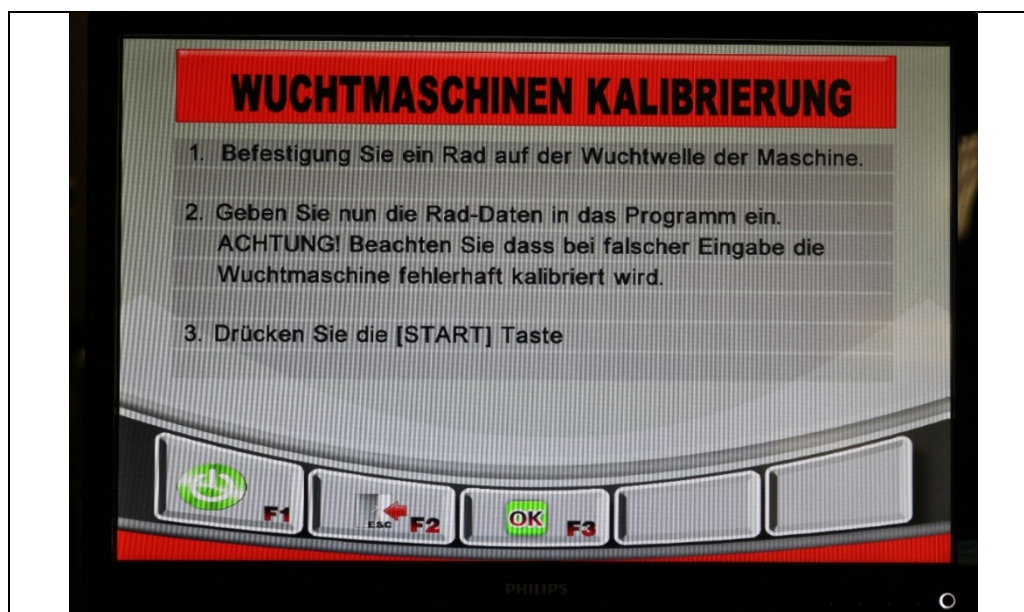 WUCHTMASCHINEN KALIBRIERUNG
1. Befestigung Sie ein Rad auf der Wuchtwelle der Maschine.
2. Geben Sie nun die Rad-Daten in das Programm ein.
ACHTUNG! Beachten Sie dass bei falscher Eingabe die
Wuchtmaschine fehlerhaft kalibriert wird.
3. Drücken Sie die [START] Taste
F1
ESC F2
OK F3
PHILIPS